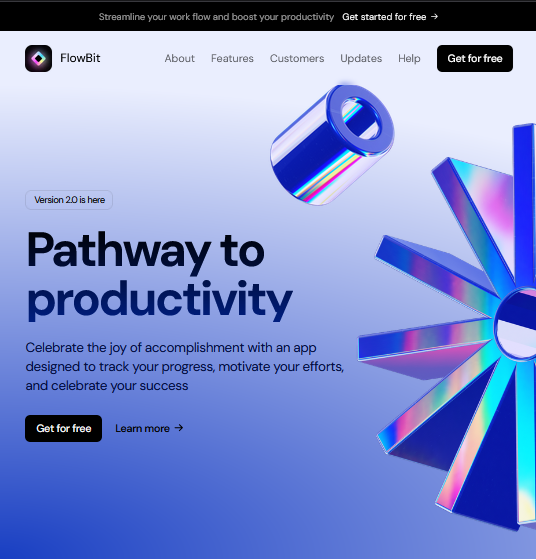 Streamline your work flow and boost your productivity Get started for free →
FlowBit About Features Customers Updates Help Get for free
Version 2.0 is here
Pathway to
productivity
Celebrate the joy of accomplishment with an app
designed to track your progress, motivate your efforts,
and celebrate your success
Get for free Learn more →